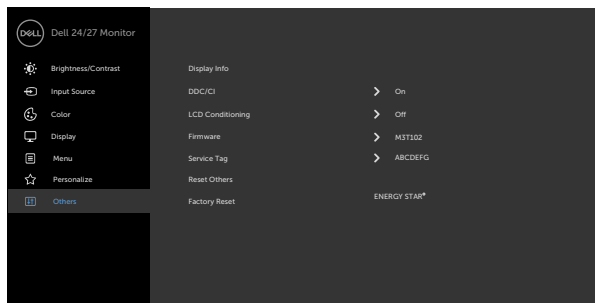 DELL Dell 24/27 Monitor
Brightness/Contrast
Input Source
Color
Display
Menu
Personalize
Others
Display Info
DDC/CI On
LCD Conditioning Off
Firmware M3T102
Service Tag ABCDEFG
Reset Others
Factory Reset ENERGY STAR®